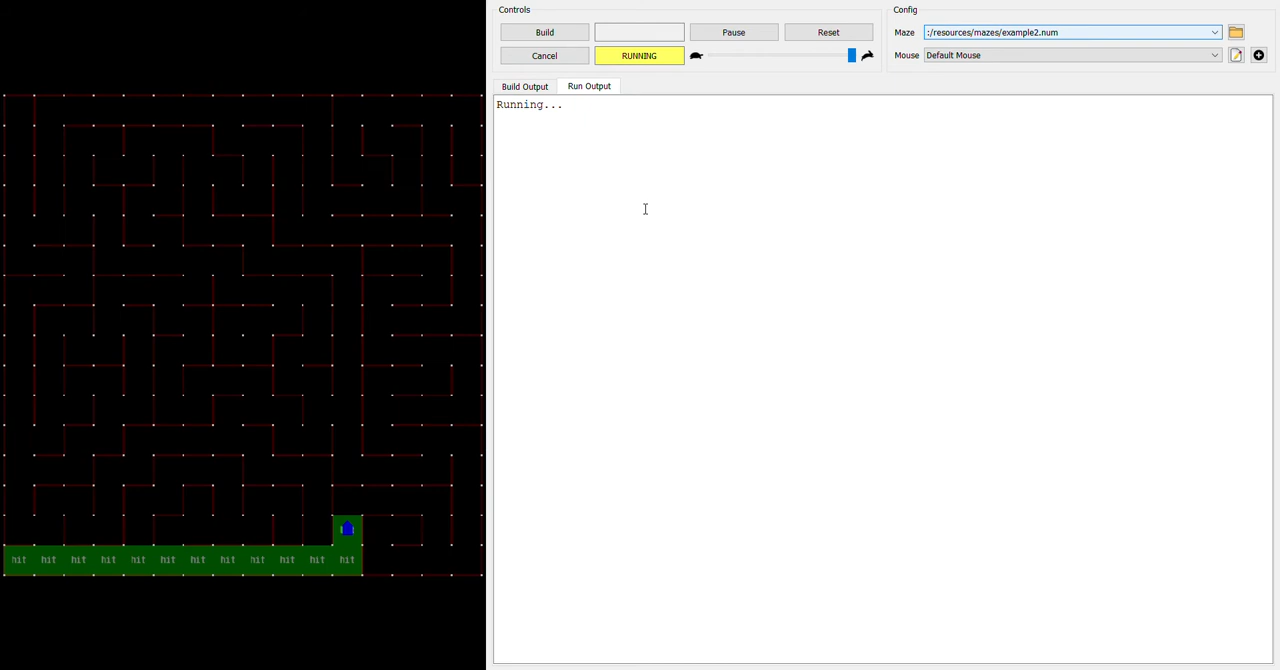 Controls
Build
Pause
Reset
Cancel
RUNNING
Config
Maze
:/resources/mazes/example2.num
Mouse
Default Mouse
Build Output
Run Output
Running...
hit hit hit hit hit hit hit hit hit hit hit hit